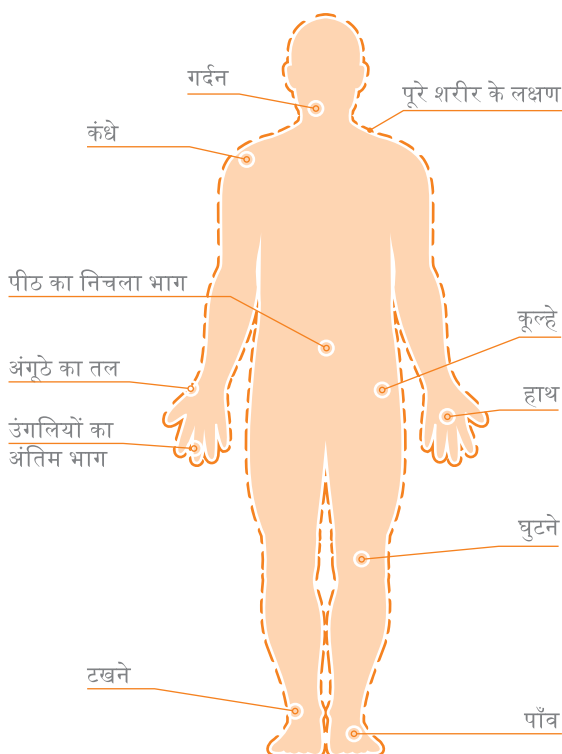 गर्दन
पूरे शरीर के लक्षण
कंधे
पीठ का निचला भाग
कूल्हे
अंगूठे का तल
हाथ
उंगलियों का
अंतिम भाग
घुटने
टखने
पाँव